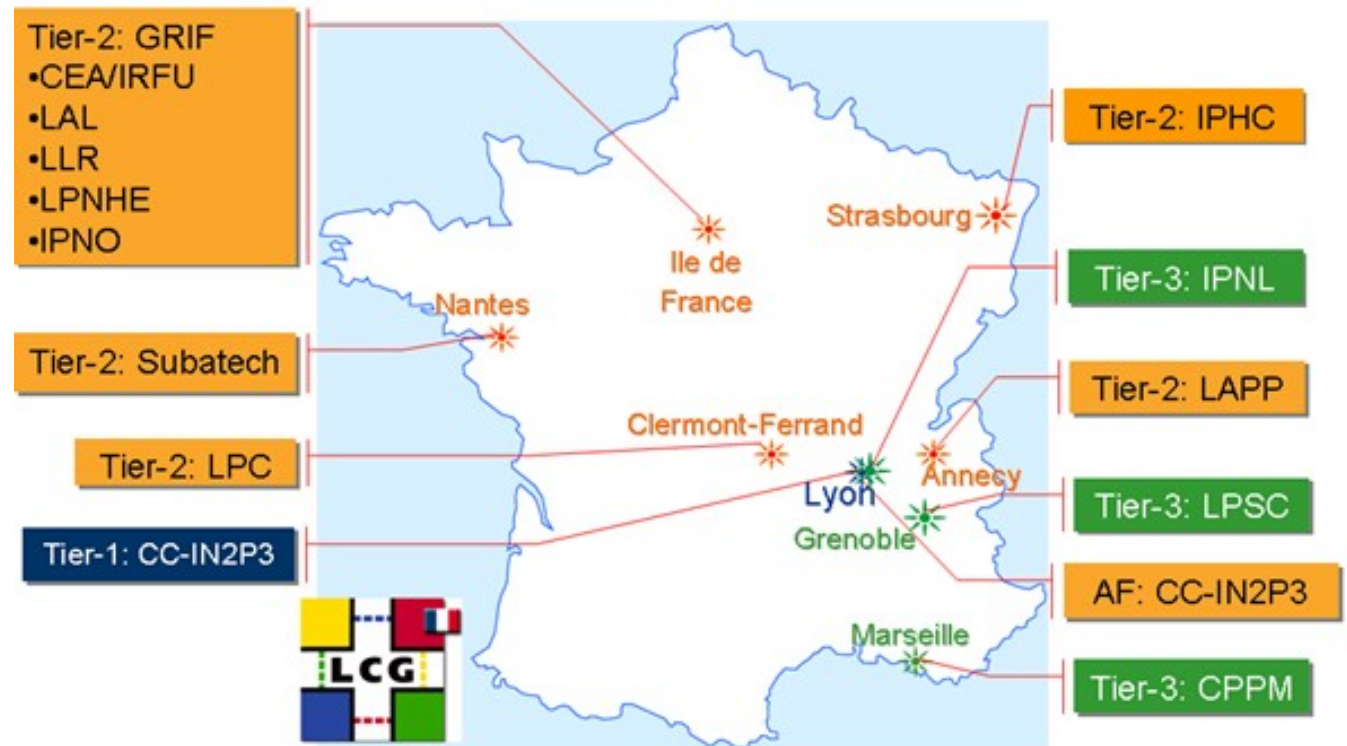 Tier-2: GRIF
•CEA/IRFU
•LAL
•LLR
•LPNHE
•IPNO
Tier-2: IPHC
Strasbourg
Ile de
France
Tier-3: IPNL
Nantes
Tier-2: Subatech
Tier-2: LAPP
Clermont-Ferrand
Tier-2: LPC
Annecy
Lyon
Tier-3: LPSC
Grenoble
Tier-1: CC-IN2P3
AF: CC-IN2P3
Marseille
LCG
Tier-3: CPPM